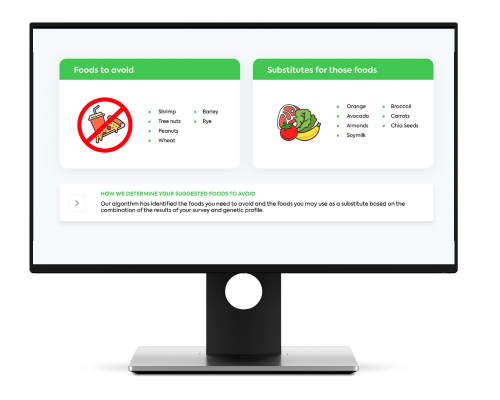 Foods to avoid
Shrimp
Tree nuts
Peanuts
Wheat
Barley
Rye
Substitutes for those foods
Orange
Avocado
Almonds
Soymilk
Broccoli
Carrots
Chia Seeds
HOW WE DETERMINE YOUR SUGGESTED FOODS TO AVOID
Our algorithm has identified the foods you need to avoid and the foods you may use as a substitute based on the
combination of the results of your survey and genetic profile.